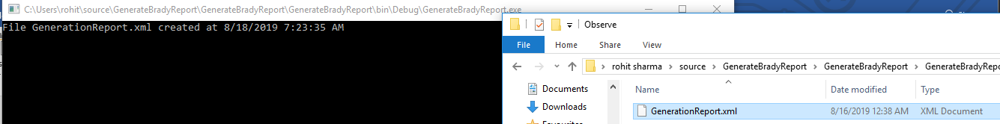 C:\Users\rohit\source\GenerateBradyReport\GenerateBradyReport\GenerateBradyReport\bin\Debug\GenerateBradyReport.exe
File GenerationReport.xml created at 8/18/2019 7:23:35 AM
Observe
File Home Share View
rohit sharma source GenerateBradyReport GenerateBradyReport GenerateBradyRepo
Documents
Downloads
Name Date modified Type
GenerationReport.xml 8/16/2019 12:38 AM XML Document